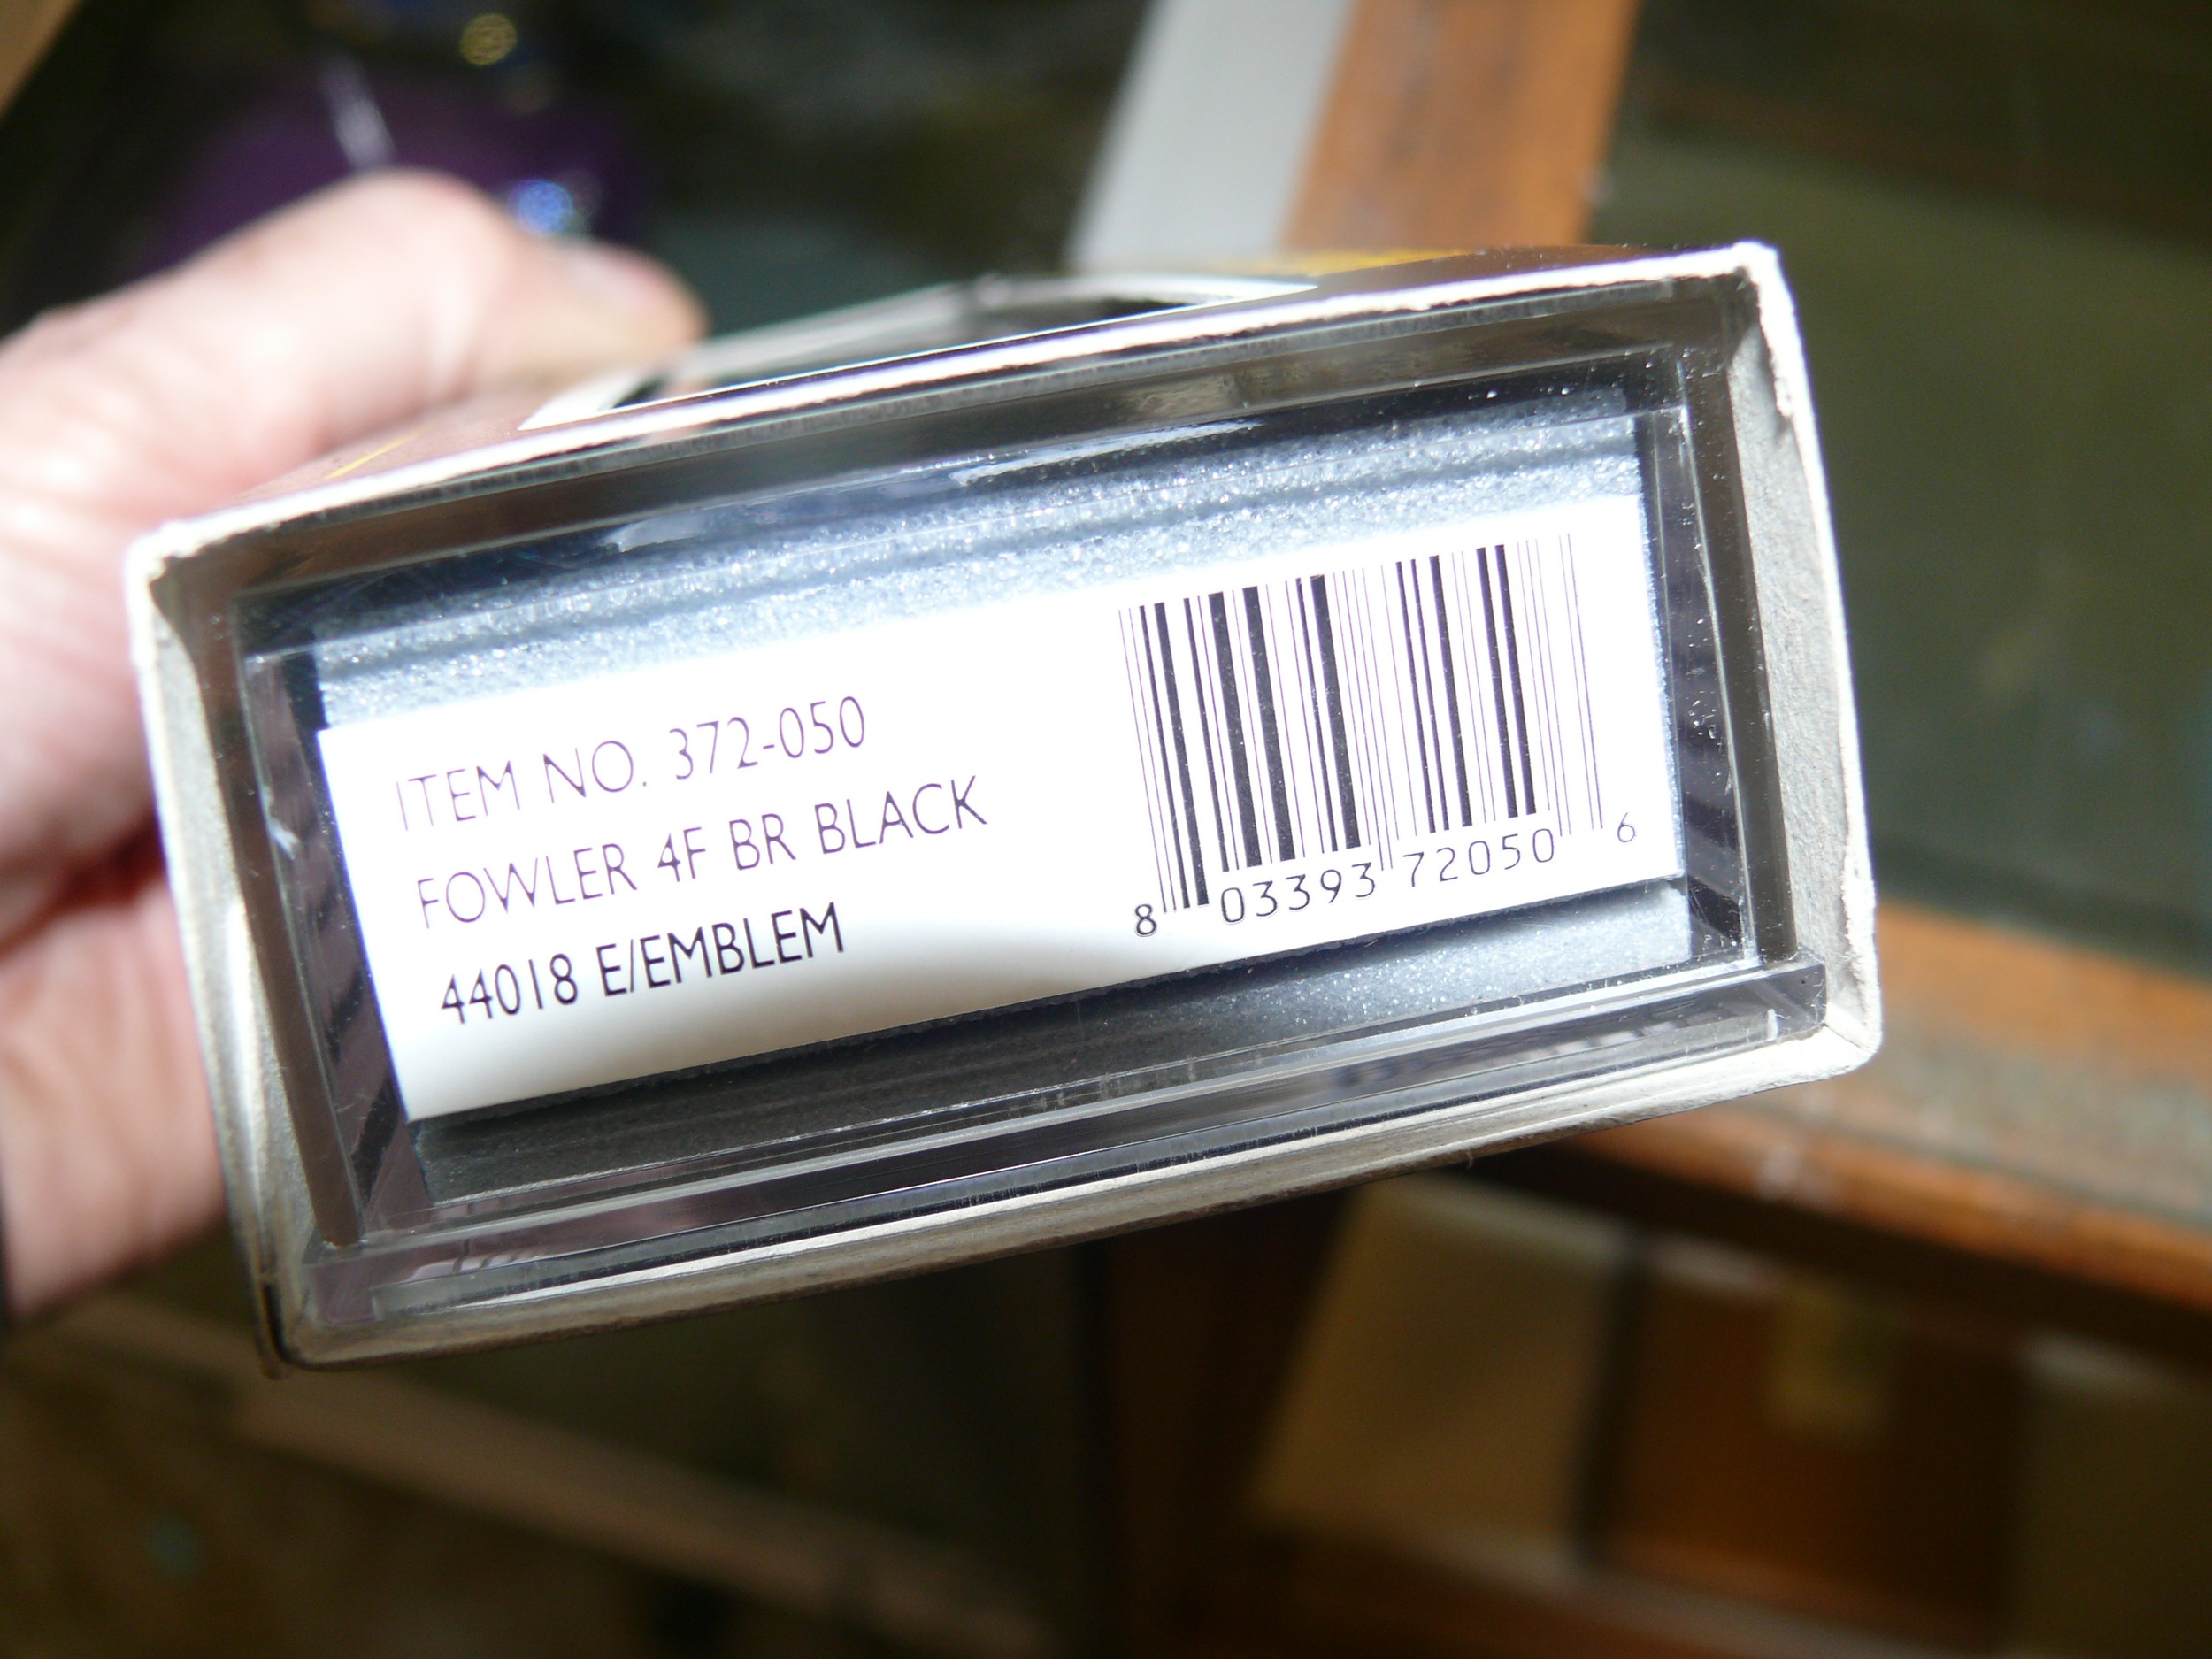 ITEM NO. 372-050
FOWLER 4F BR BLACK
44018 E/EMBLEM
8 03393 72050 6